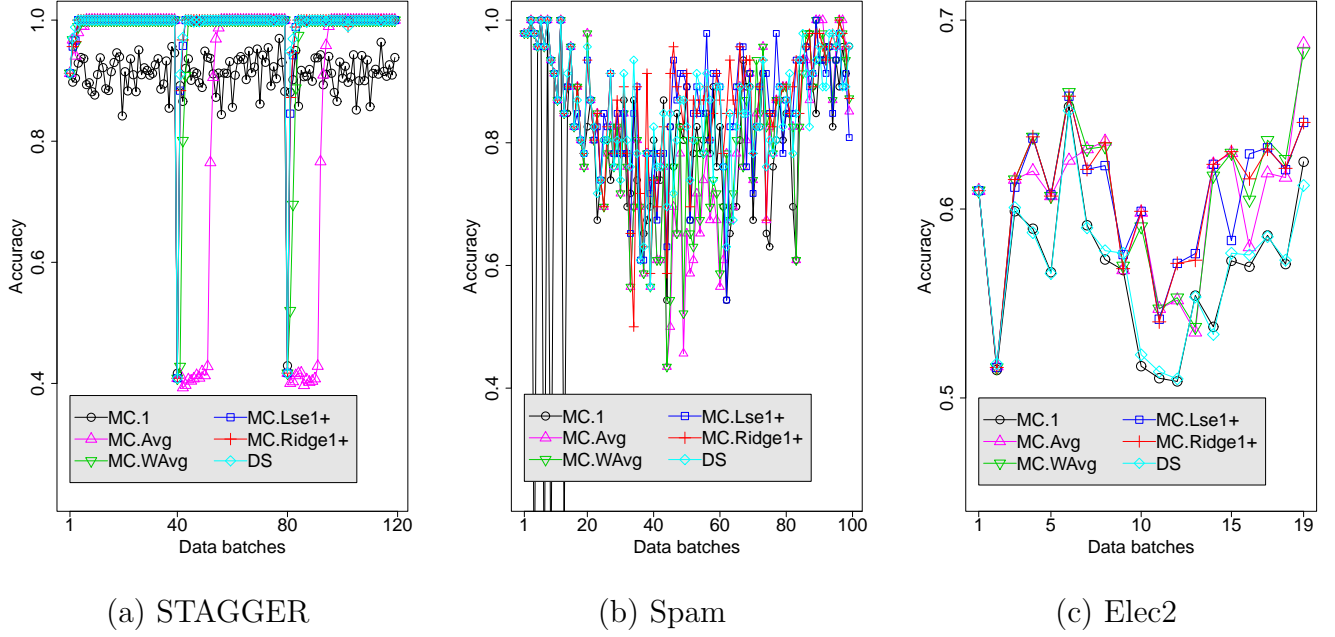 1.0
0.8
0.6
0.4
Accuracy
MC.1
MC.Avg
MC.WAvg
MC.Lse1+
MC.Ridge1+
DS
1 40 80 120
Data batches
(a) STAGGER
1.0
0.8
0.6
0.4
Accuracy
MC.1
MC.Avg
MC.WAvg
MC.Lse1+
MC.Ridge1+
DS
1 20 40 60 80 100
Data batches
(b) Spam
0.7
0.6
0.5
Accuracy
MC.1
MC.Avg
MC.WAvg
MC.Lse1+
MC.Ridge1+
DS
1 5 10 15 19
Data batches
(c) Elec2